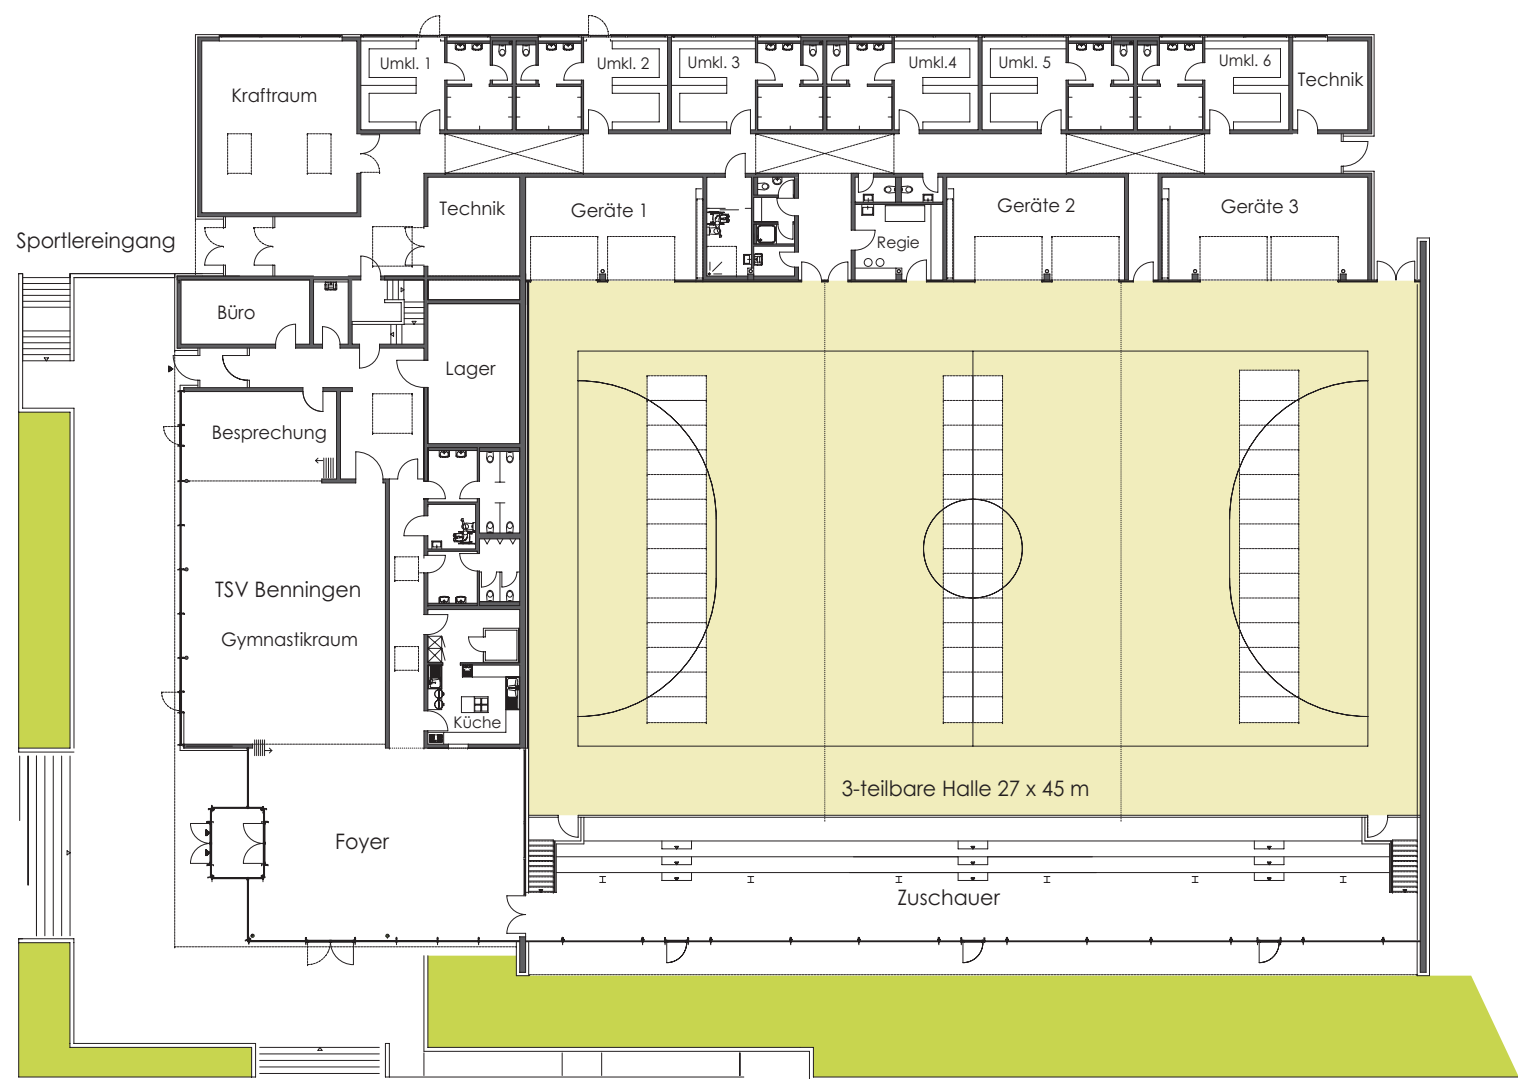 Umkl. 1
Umkl. 2
Umkl. 3
Umkl.4
Umkl. 5
Umkl. 6
Technik
Kraftraum
Technik
Geräte 1
Geräte 2
Geräte 3
Sportlereingang
Regie
Büro
Lager
Besprechung
TSV Benningen
Gymnastikraum
Küche
3-teilbare Halle 27 x 45 m
Foyer
Zuschauer